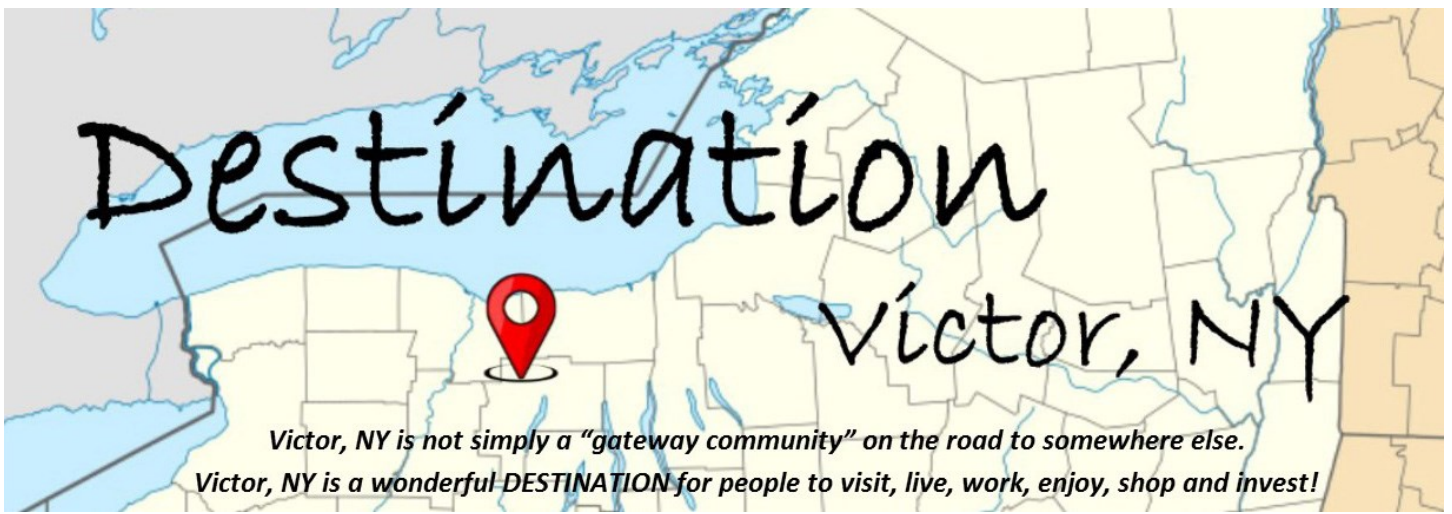 Destination
Victor, NY
Victor, NY is not simply a “gateway community” on the road to somewhere else.
Victor, NY is a wonderful DESTINATION for people to visit, live, work, enjoy, shop and invest!